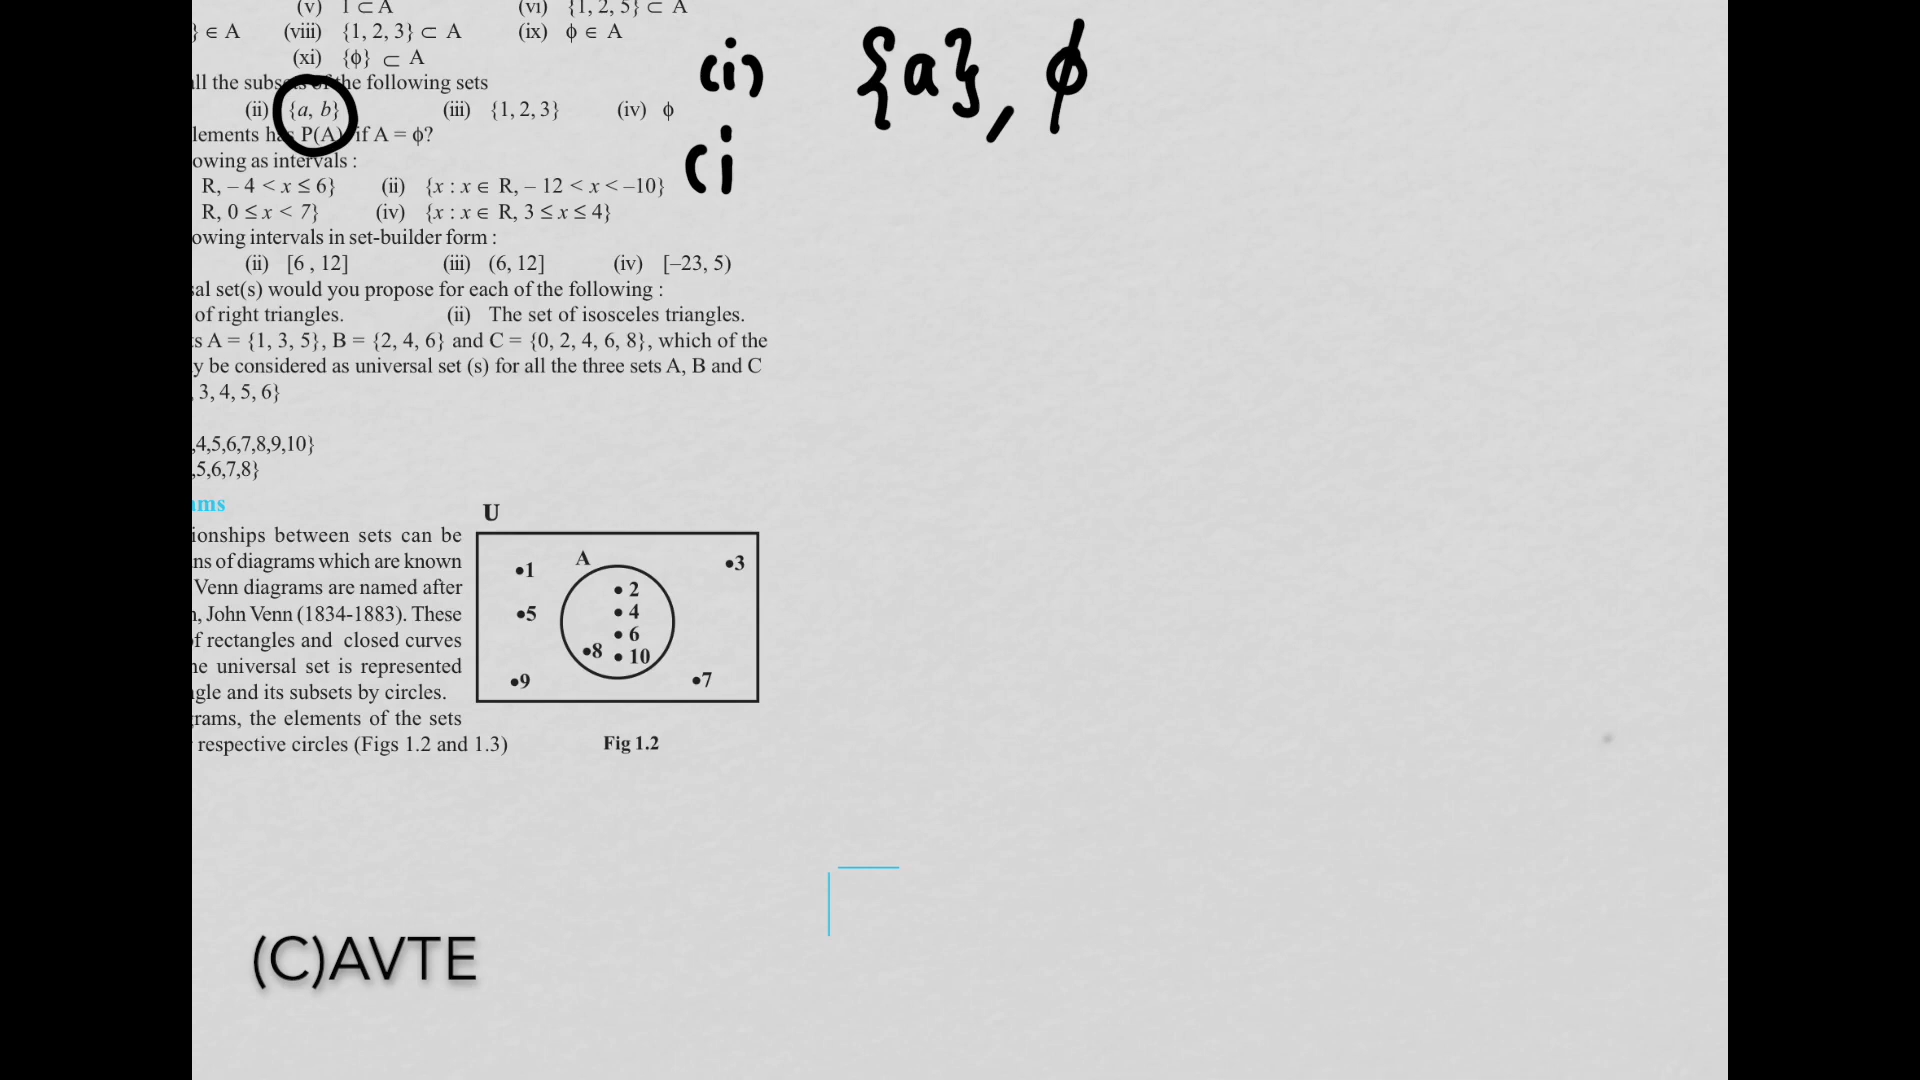 (v) 1 ⊂ A (vi) {1, 2, 5} ⊂ A
} ∈ A (viii) {1, 2, 3} ⊂ A (ix) ϕ ∈ A
(xi) {ϕ} ⊂ A
all the subsets of the following sets
(ii) {a, b} (iii) {1, 2, 3} (iv) ϕ
lements has P(A), if A = ϕ?
owing as intervals :
R, – 4 < x ≤ 6} (ii) {x : x ∈ R, – 12 < x < –10}
R, 0 ≤ x < 7} (iv) {x : x ∈ R, 3 ≤ x ≤ 4}
owing intervals in set-builder form :
(ii) [6 , 12] (iii) (6, 12] (iv) [–23, 5)
sal set(s) would you propose for each of the following :
of right triangles. (ii) The set of isosceles triangles.
s A = {1, 3, 5}, B = {2, 4, 6} and C = {0, 2, 4, 6, 8}, which of the
y be considered as universal set (s) for all the three sets A, B and C
, 3, 4, 5, 6}
,4,5,6,7,8,9,10}
,5,6,7,8}
ams
ionships between sets can be
ns of diagrams which are known
Venn diagrams are named after
n, John Venn (1834-1883). These
of rectangles and closed curves
he universal set is represented
ngle and its subsets by circles.
grams, the elements of the sets
respective circles (Figs 1.2 and 1.3)
U
A
•1
•3
• 2
•5
• 4
• 6
•8 • 10
•9
•7
Fig 1.2
(i) {a}, ϕ
(i
(C)AVTE